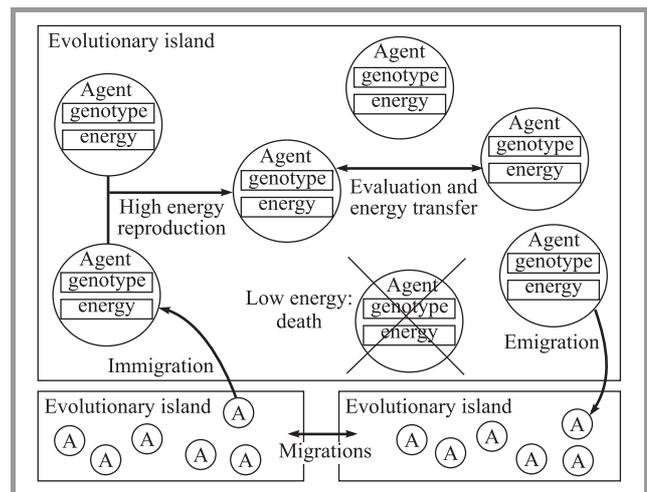 Evolutionary island
Agent
genotype
energy
Agent
genotype
energy
Agent
genotype
energy
Agent
genotype
energy
High energy
reproduction
Evaluation and
energy transfer
Agent
genotype
energy
Agent
genotype
energy
Low energy:
death
Agent
genotype
energy
Emigration
Immigration
Evolutionary island
A
A
A
A
A
A
Migrations
Evolutionary island
A
A
A
A
A
A